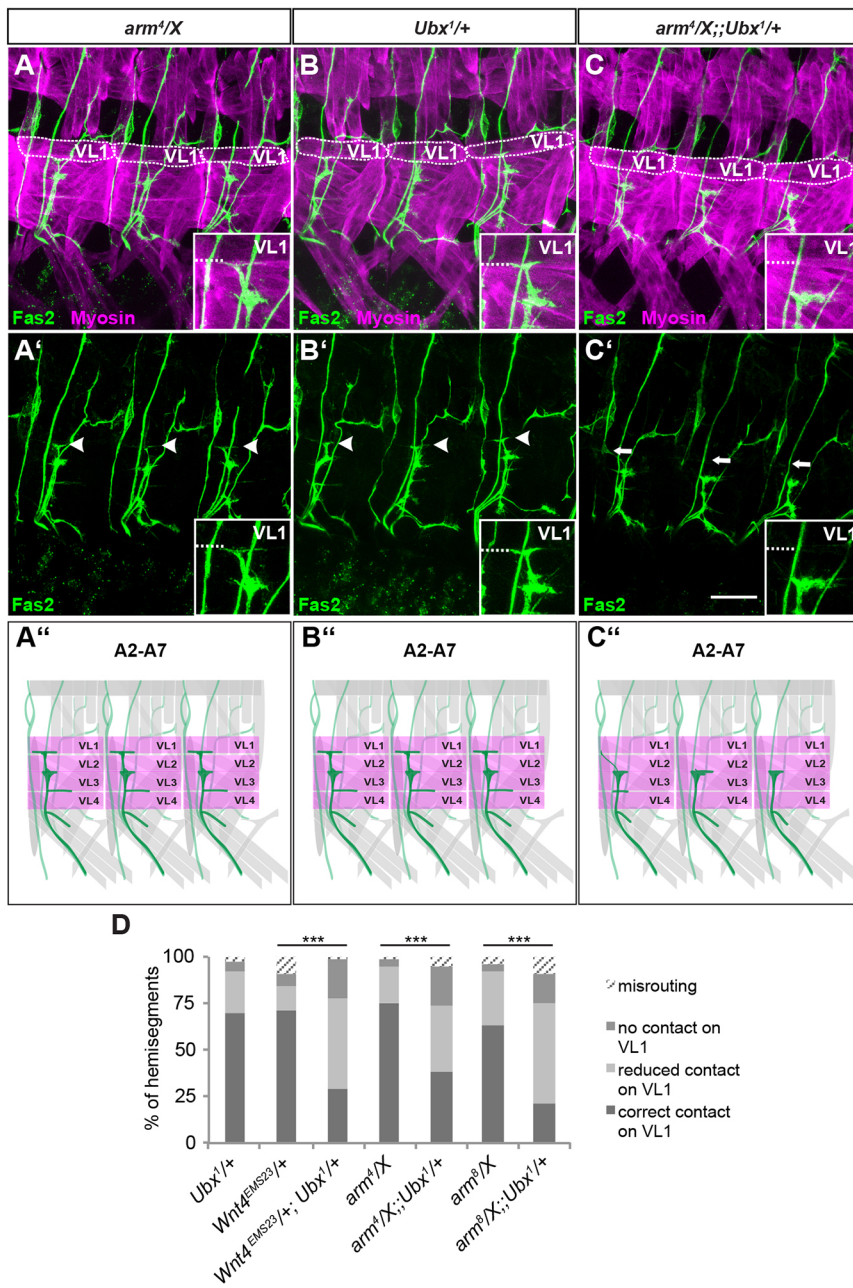 arm⁴/X
Ubx¹/+
arm⁴/X;;Ubx¹/+
A
VL1
VL1
VL1
VL1
Fas2 Myosin
B
VL1
VL1
VL1
VL1
Fas2 Myosin
C
VL1
VL1
VL1
VL1
Fas2 Myosin
A‘
VL1
Fas2
B‘
VL1
Fas2
C‘
VL1
Fas2
A“
A2-A7
VL1 VL1 VL1
VL2 VL2 VL2
VL3 VL3 VL3
VL4 VL4 VL4
B“
A2-A7
VL1 VL1 VL1
VL2 VL2 VL2
VL3 VL3 VL3
VL4 VL4 VL4
C“
A2-A7
VL1 VL1 VL1
VL2 VL2 VL2
VL3 VL3 VL3
VL4 VL4 VL4
D
*** *** ***
% of hemisegments
100
75
50
25
0
Ubx¹/+
Wnt4ᴱᴹˢ²³/+
Wnt4ᴱᴹˢ²³/+; Ubx¹/+
arm⁴/X
arm⁴/X;;Ubx¹/+
arm⁸/X
arm⁸/X;;Ubx¹/+
misrouting
no contact on
VL1
reduced contact
on VL1
correct contact
on VL1